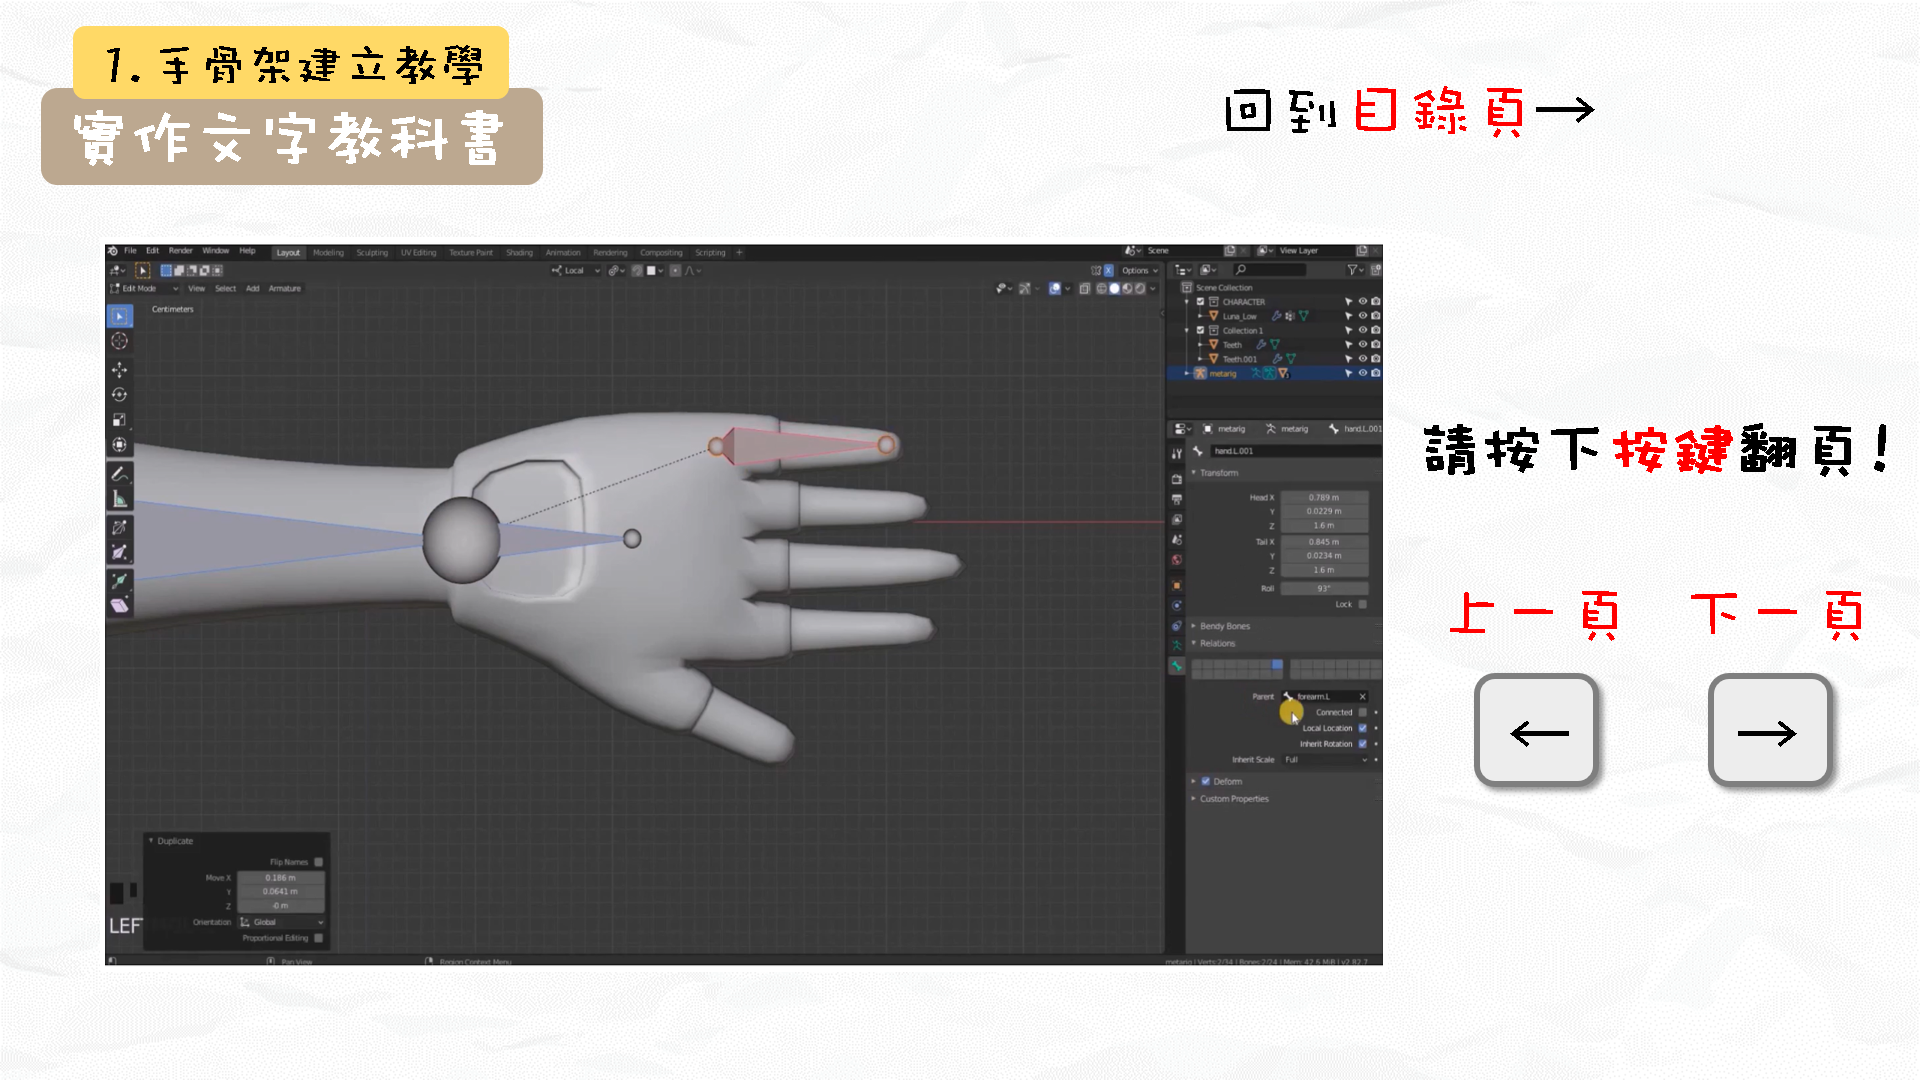 1.手骨架建立教學
實作文字教科書
回到目錄頁→
File Edit Render Window Help Layout Modeling Sculpting UV Editing Texture Paint Shading Animation Rendering Compositing Scripting + Scene View Layer
Local Options
Edit Mode View Select Add Armature
Centimeters
Scene Collection
CHARACTER
Luna_Low
Collection 1
Teeth
Teeth.001
metarig
metarig metarig hand.L.001
hand.L.001
Transform
Head X 0.789 m
Y 0.0229 m
Z 1.6 m
Tail X 0.845 m
Y 0.0234 m
Z 1.6 m
Roll 93°
Lock
Bendy Bones
Relations
Parent forearm.L
Connected
Local Location
Inherit Rotation
Inherit Scale Full
Deform
Custom Properties
Duplicate
Flip Names
Move X 0.186 m
Y 0.0641 m
Z -0 m
Orientation Global
Proportional Editing
LEF
Pan View Region Context Menu metarig | Verts:2/34 | Bones:2/24 | Mem: 42.6 MiB | v2.82.7
請按下按鍵翻頁!
上一頁 下一頁
← →